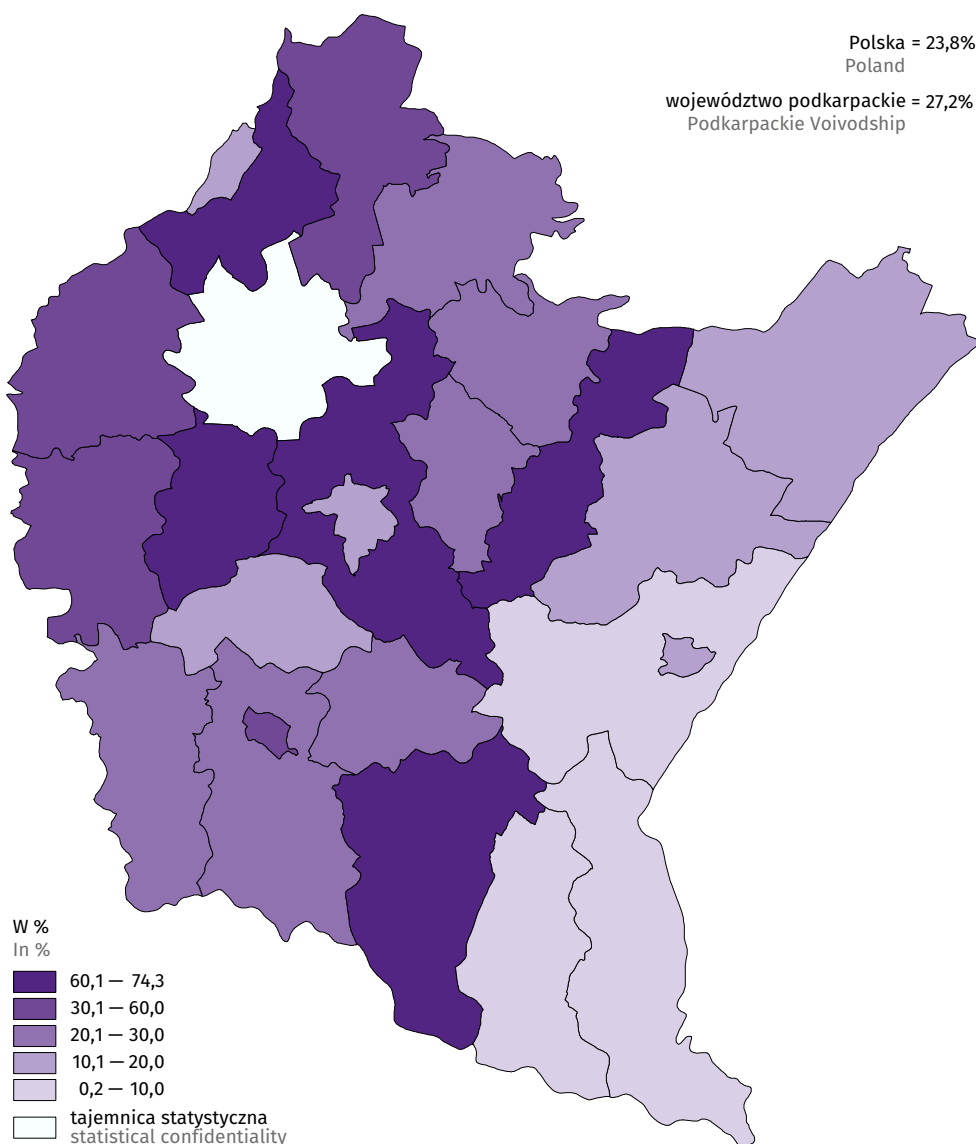 Polska = 23,8%
Poland
województwo podkarpackie = 27,2%
Podkarpackie Voivodship
W %
In %
60,1 — 74,3
30,1 — 60,0
20,1 — 30,0
10,1 — 20,0
0,2 — 10,0
tajemnica statystyczna
statistical confidentiality